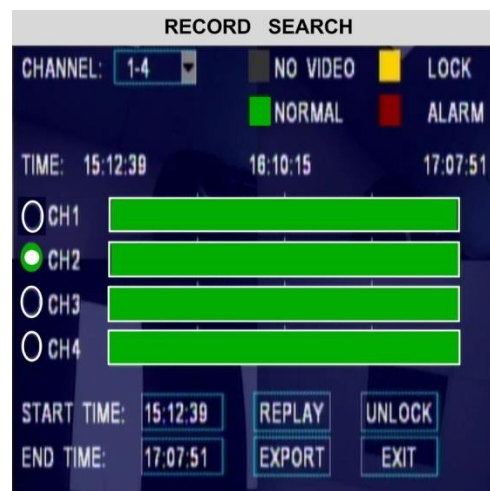 RECORD SEARCH
CHANNEL: 1-4 NO VIDEO LOCK
NORMAL ALARM
TIME: 15:12:39 16:10:15 17:07:51
CH1
CH2
CH3
CH4
START TIME: 15:12:39 REPLAY UNLOCK
END TIME: 17:07:51 EXPORT EXIT